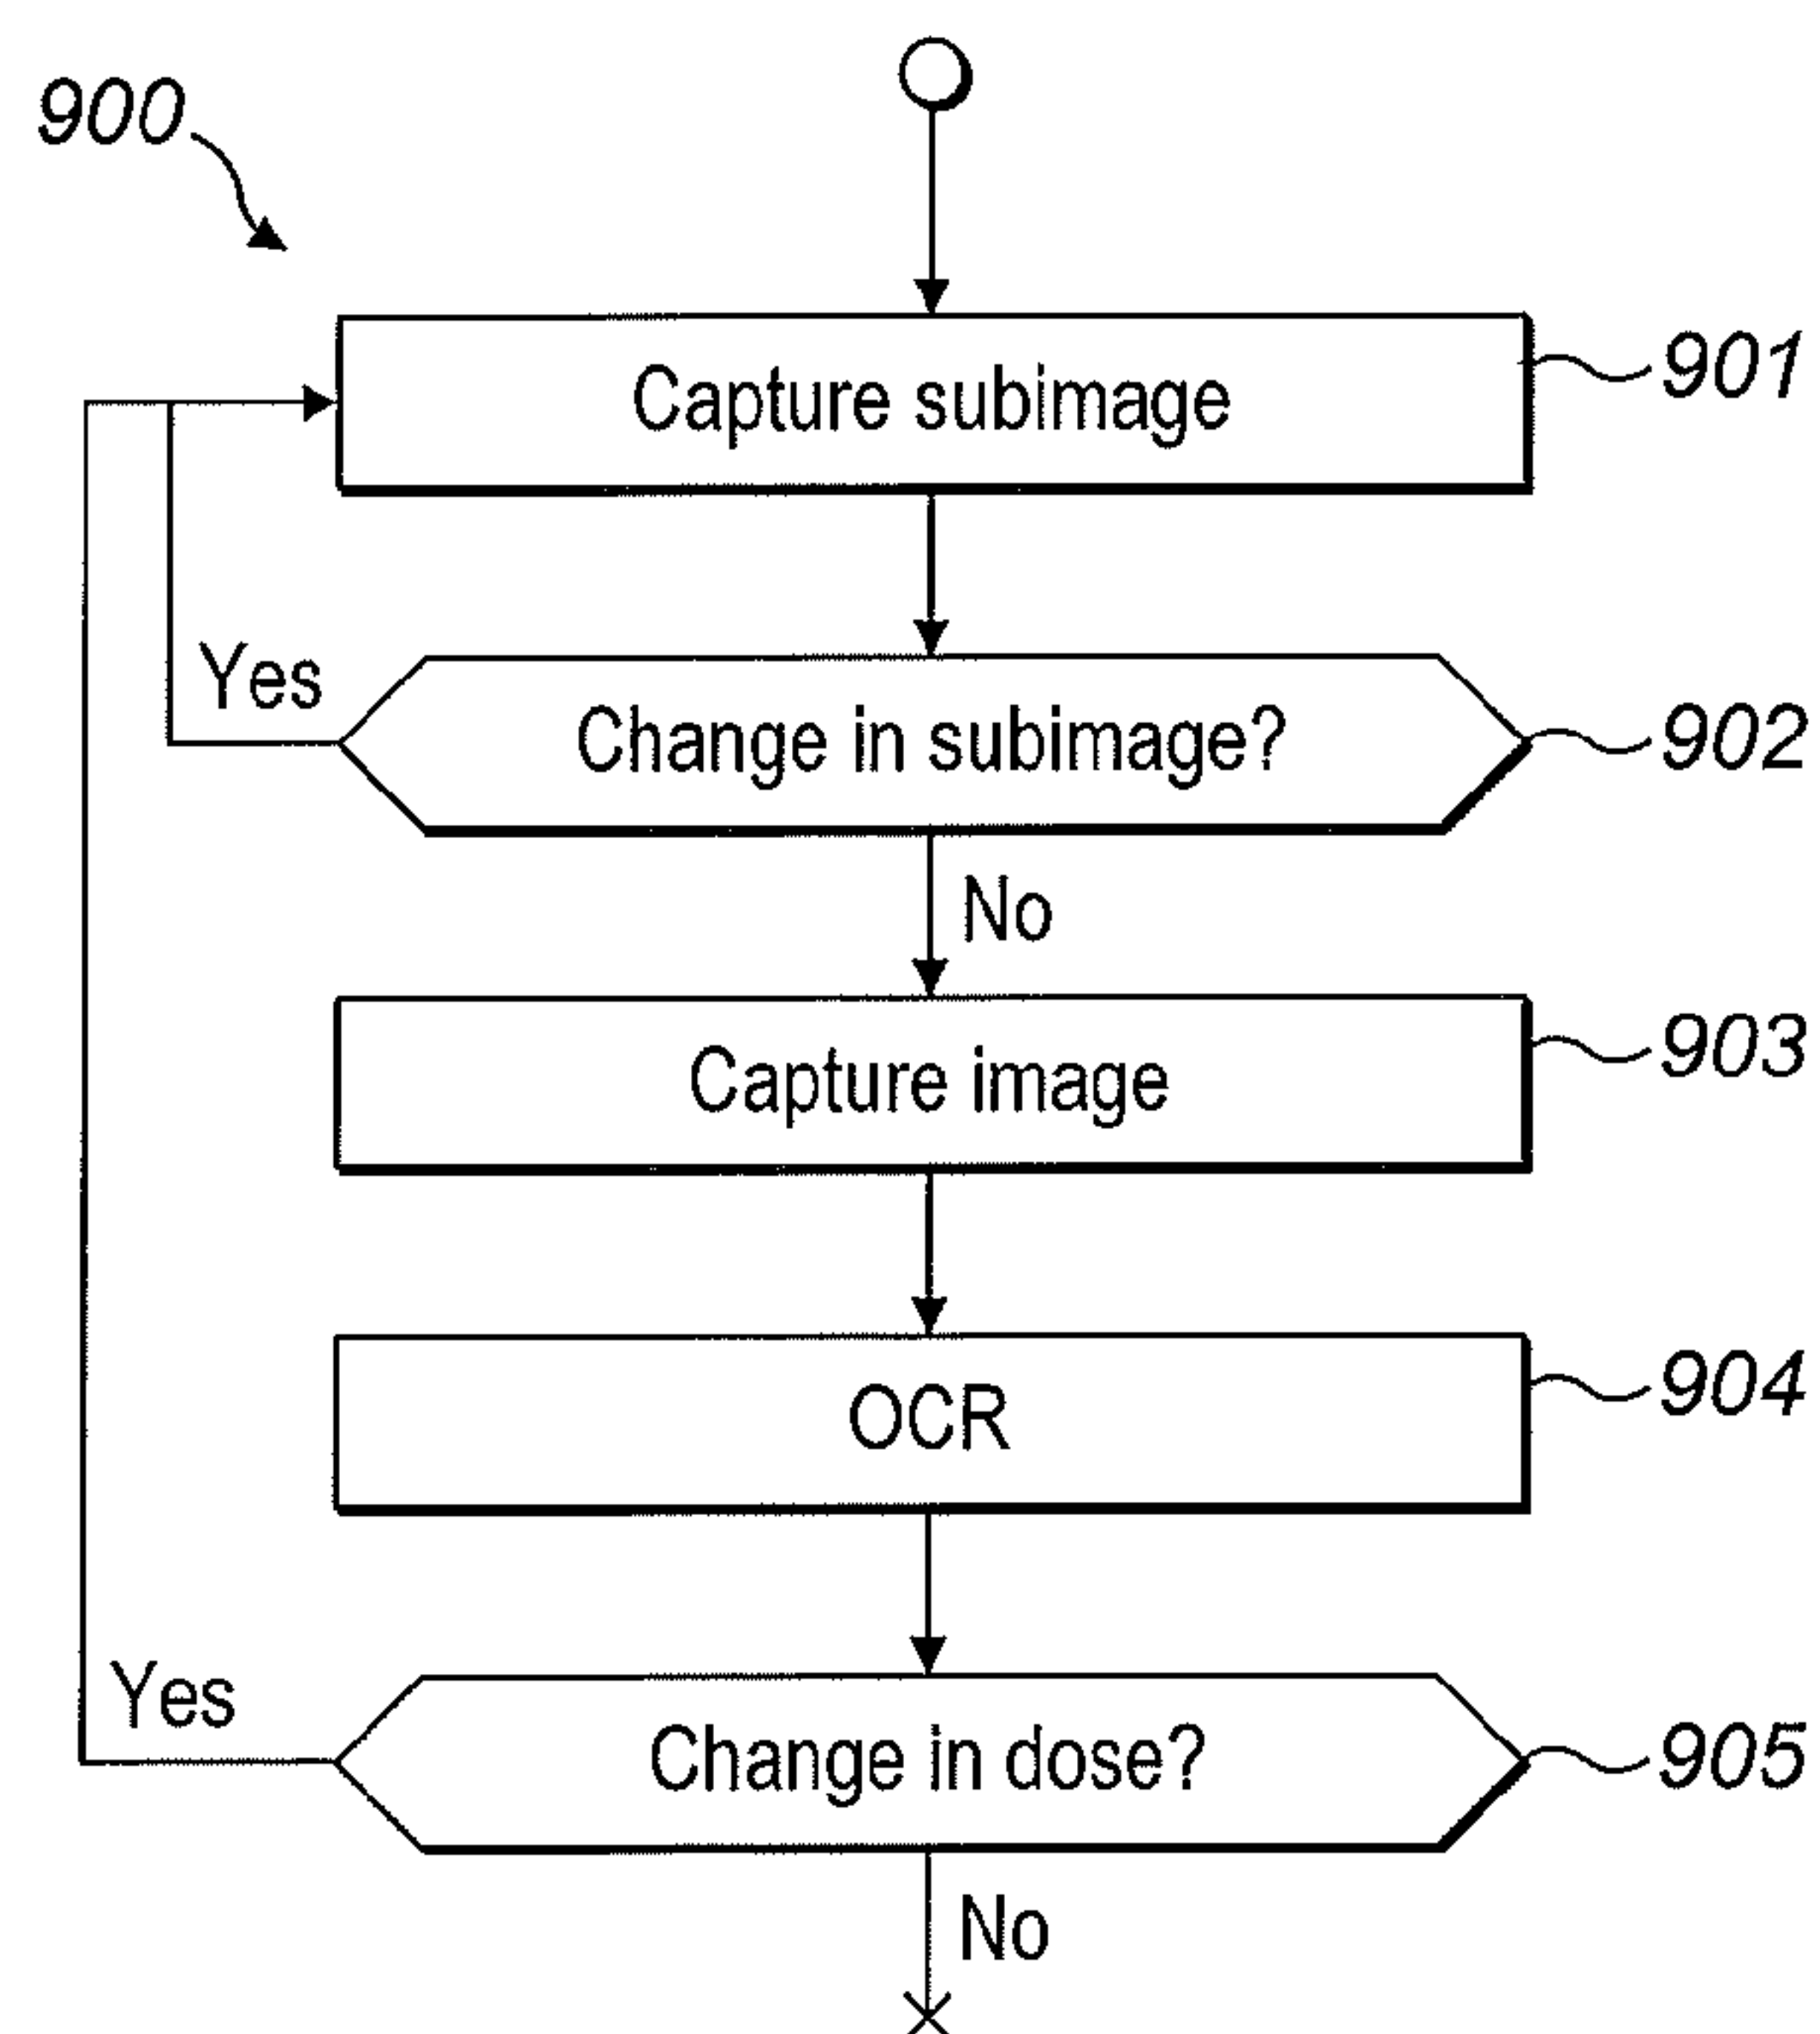 900
Capture subimage
901
Yes
Change in subimage?
902
No
Capture image
903
OCR
904
Yes
Change in dose?
905
No